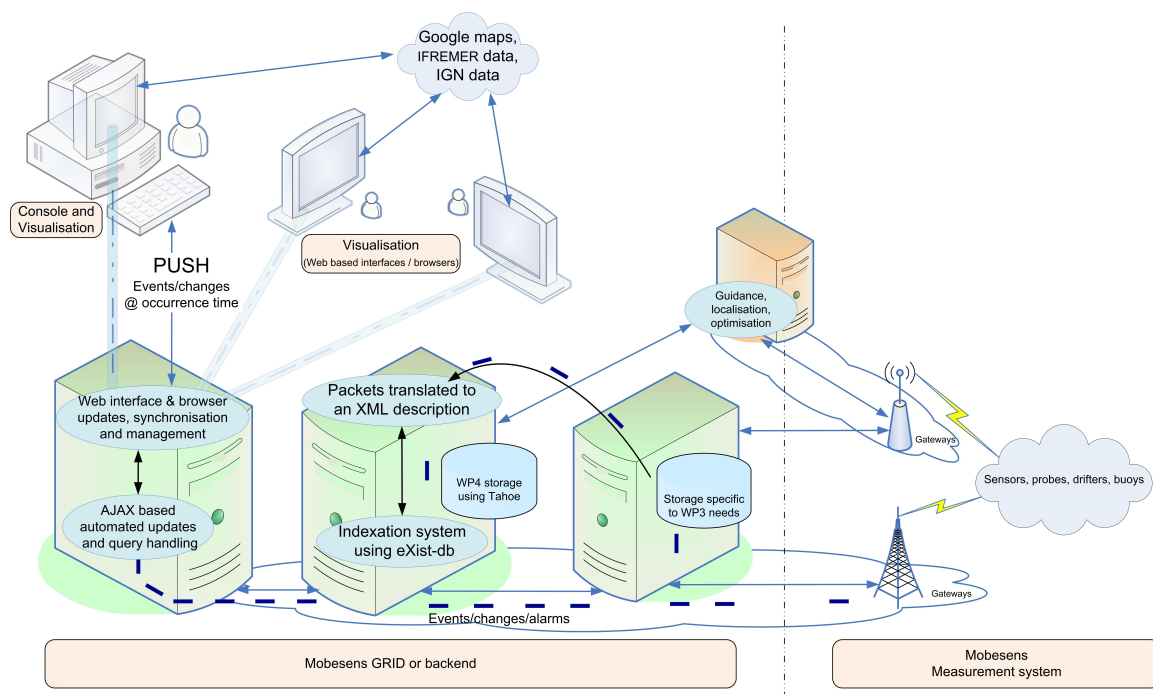 Google maps,
IFREMER data,
IGN data
Console and
Visualisation
Visualisation
(Web based interfaces / browsers)
PUSH
Events/changes
@ occurrence time
Guidance,
localisation,
optimisation
Web interface & browser
updates, synchronisation
and management
Packets translated to
an XML description
Gateways
Sensors, probes, drifters, buoys
WP4 storage
using Tahoe
Storage specific
to WP3 needs
AJAX based
automated updates
and query handling
Indexation system
using eXist-db
Gateways
Events/changes/alarms
Mobesens GRID or backend
Mobesens
Measurement system